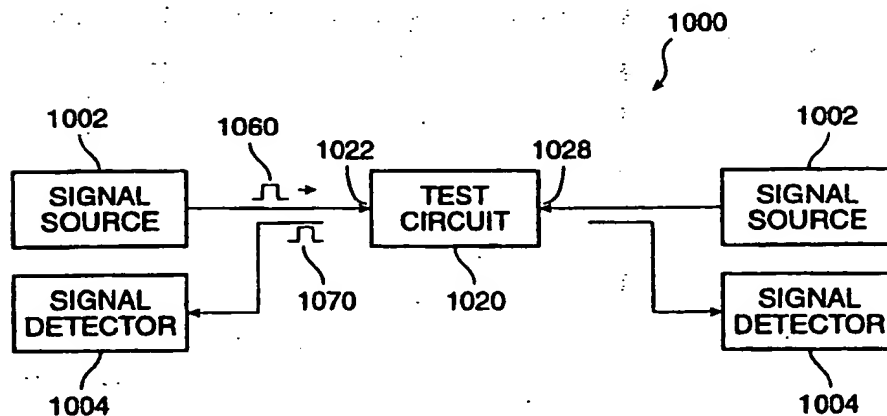 1000
1002
1060
1022
1028
1002
SIGNAL
SOURCE
TEST
CIRCUIT
SIGNAL
SOURCE
SIGNAL
DETECTOR
1070
1020
SIGNAL
DETECTOR
1004
1004